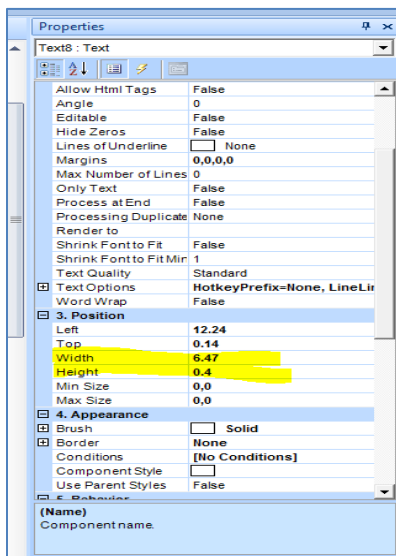 Properties
Text8 : Text
Allow Html Tags False
Angle 0
Editable False
Hide Zeros False
Lines of Underline None
Margins 0,0,0,0
Max Number of Lines 0
Only Text False
Process at End False
Processing Duplicate None
Render to
Shrink Font to Fit False
Shrink Font to Fit Min 1
Text Quality Standard
Text Options HotkeyPrefix=None, LineLin
Word Wrap False
3. Position
Left 12.24
Top 0.14
Width 6.47
Height 0.4
Min Size 0,0
Max Size 0,0
4. Appearance
Brush Solid
Border None
Conditions [No Conditions]
Component Style
Use Parent Styles False
5. Behavior
(Name)
Component name.